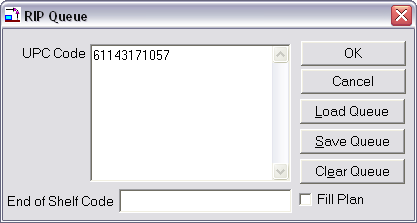 RIP Queue
UPC Code
61143171057
OK
Cancel
Load Queue
Save Queue
Clear Queue
End of Shelf Code
Fill Plan